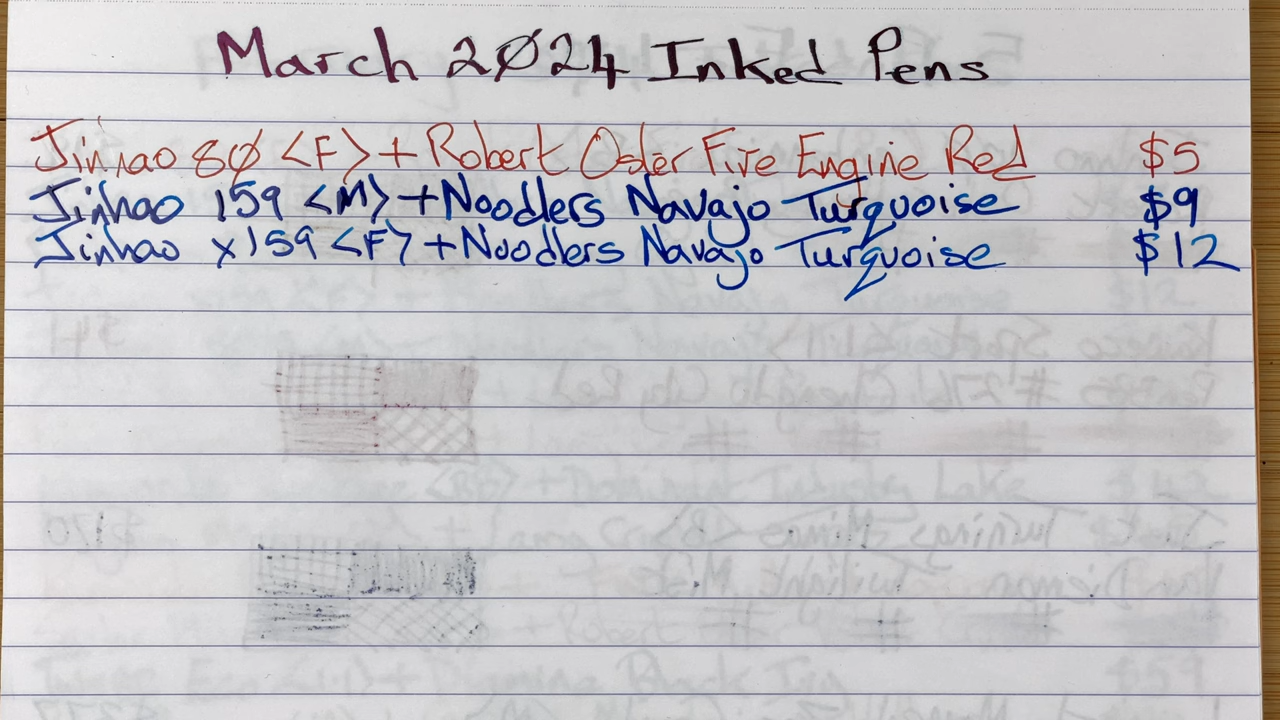 March 2024 Inked Pens
Jinhao 80 <F> + Robert Oster Fire Engine Red $5
Jinhao 159 <M> + Noodlers Navajo Turquoise $9
Jinhao x159 <F> + Noodlers Navajo Turquoise $12